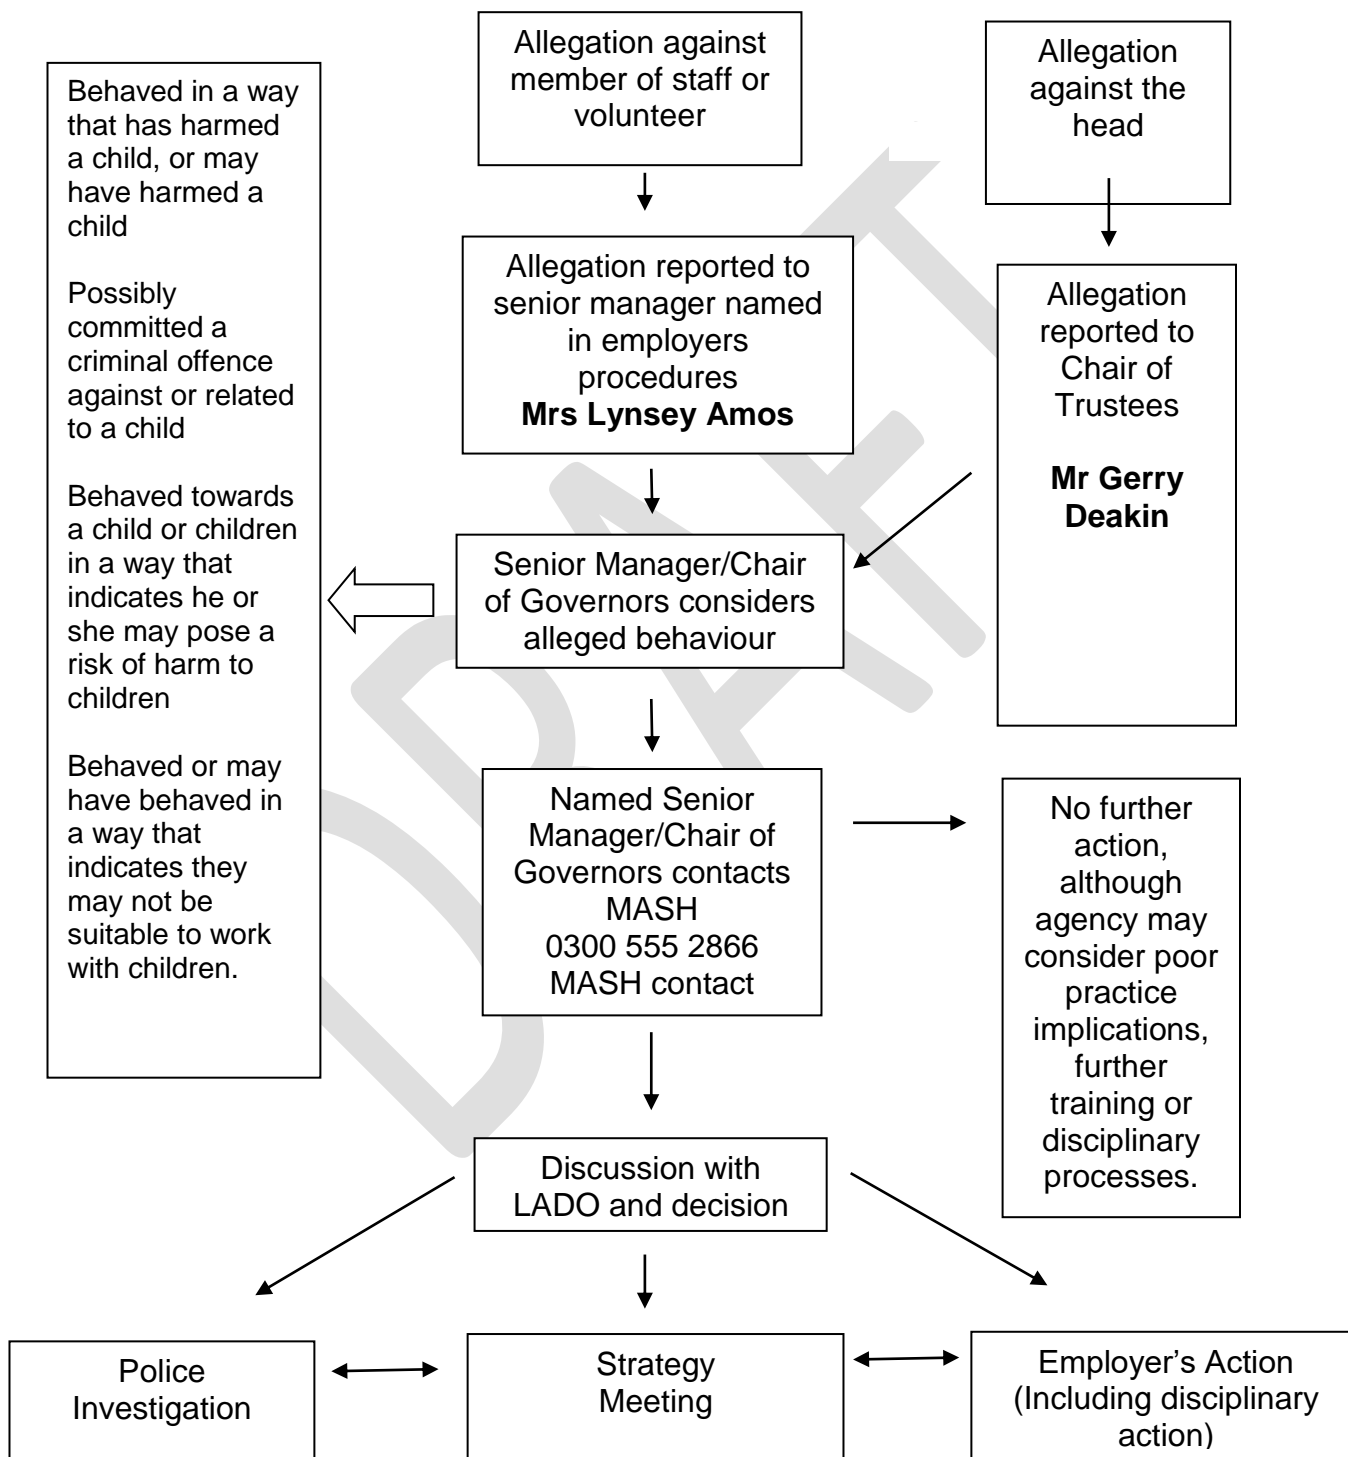 Allegation against
member of staff or
volunteer
Allegation
against the
head
Behaved in a way
that has harmed
a child, or may
have harmed a
child
Possibly
committed a
criminal offence
against or related
to a child
Behaved towards
a child or children
in a way that
indicates he or
she may pose a
risk of harm to
children
Behaved or may
have behaved in
a way that
indicates they
may not be
suitable to work
with children.
Allegation reported to
senior manager named
in employers
procedures
Mrs Lynsey Amos
Allegation
reported to
Chair of
Trustees
Mr Gerry
Deakin
Senior Manager/Chair
of Governors considers
alleged behaviour
Named Senior
Manager/Chair of
Governors contacts
MASH
0300 555 2866
MASH contact
No further
action,
although
agency may
consider poor
practice
implications,
further
training or
disciplinary
processes.
Discussion with
LADO and decision
Police
Investigation
Strategy
Meeting
Employer’s Action
(Including disciplinary
action)
DRAFT